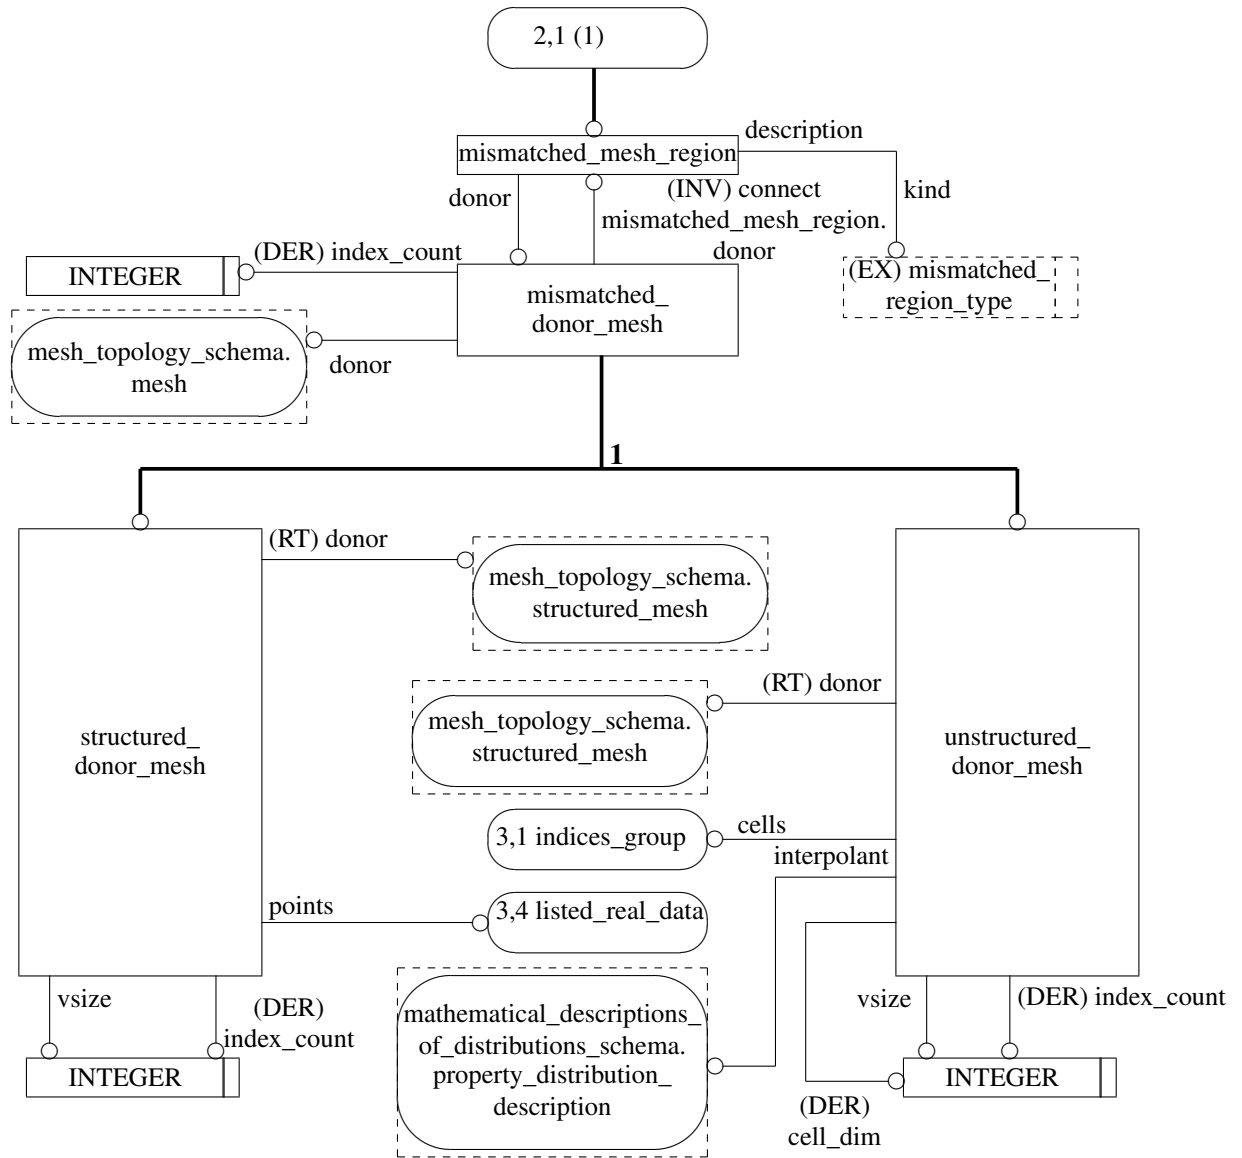 2,1 (1)
description
mismatched_mesh_region
donor
(INV) connect
mismatched_mesh_region.
donor
kind
(DER) index_count
INTEGER
(EX) mismatched_
region_type
mismatched_
donor_mesh
mesh_topology_schema.
mesh
donor
1
(RT) donor
mesh_topology_schema.
structured_mesh
(RT) donor
mesh_topology_schema.
structured_mesh
structured_
donor_mesh
unstructured_
donor_mesh
cells
3,1 indices_group
interpolant
points
3,4 listed_real_data
vsize
(DER)
index_count
mathematical_descriptions_
of_distributions_schema.
property_distribution_
description
vsize
(DER) index_count
INTEGER
INTEGER
(DER)
cell_dim